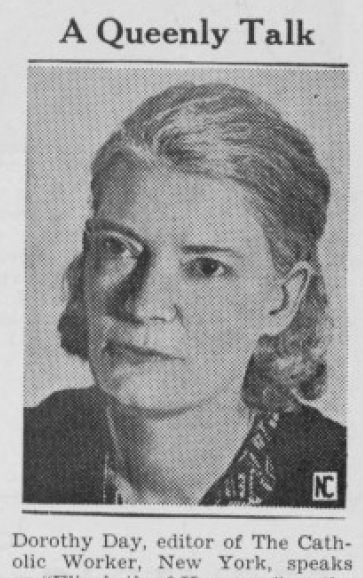 A Queenly Talk
NC
Dorothy Day, editor of The Cath-
olic Worker, New York, speaks